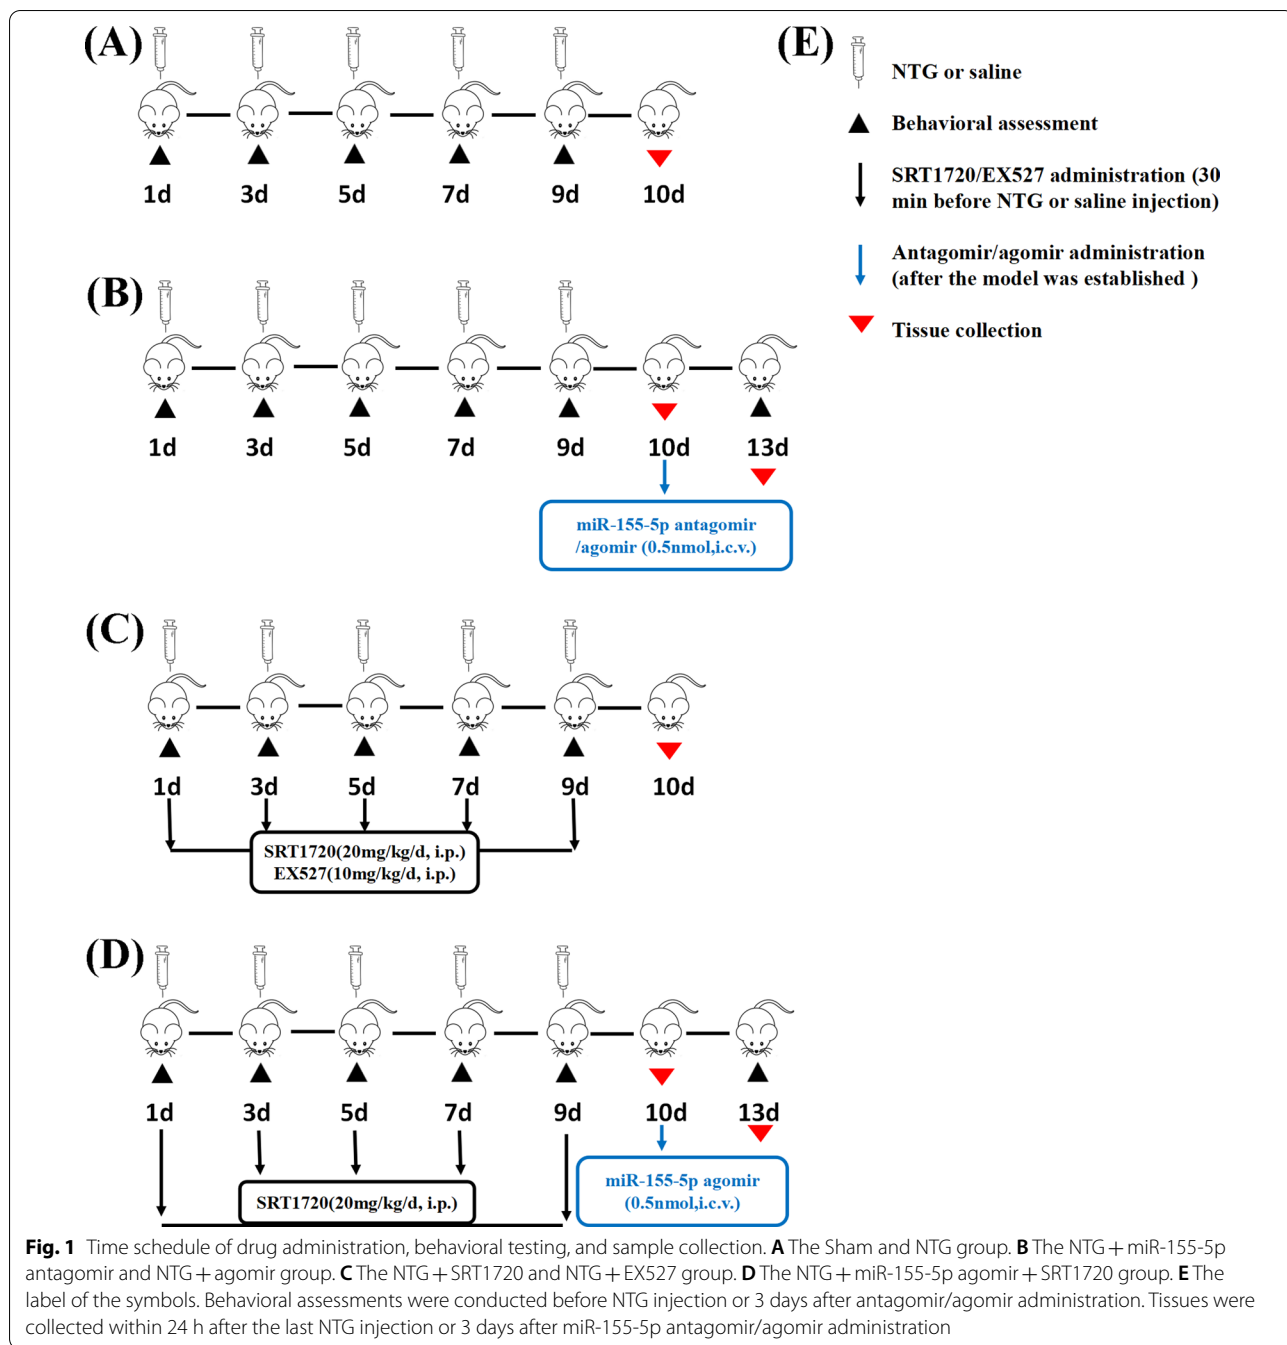 (A)
1d 3d 5d 7d 9d 10d
(E)
NTG or saline
Behavioral assessment
SRT1720/EX527 administration (30
min before NTG or saline injection)
Antagomir/agomir administration
(after the model was established )
Tissue collection
(B)
1d 3d 5d 7d 9d 10d 13d
miR-155-5p antagomir
/agomir (0.5nmol,i.c.v.)
(C)
1d 3d 5d 7d 9d 10d
SRT1720(20mg/kg/d, i.p.)
EX527(10mg/kg/d, i.p.)
(D)
1d 3d 5d 7d 9d 10d 13d
SRT1720(20mg/kg/d, i.p.)
miR-155-5p agomir
(0.5nmol,i.c.v.)
Fig. 1 Time schedule of drug administration, behavioral testing, and sample collection. A The Sham and NTG group. B The NTG + miR-155-5p
antagomir and NTG + agomir group. C The NTG + SRT1720 and NTG + EX527 group. D The NTG + miR-155-5p agomir + SRT1720 group. E The
label of the symbols. Behavioral assessments were conducted before NTG injection or 3 days after antagomir/agomir administration. Tissues were
collected within 24 h after the last NTG injection or 3 days after miR-155-5p antagomir/agomir administration